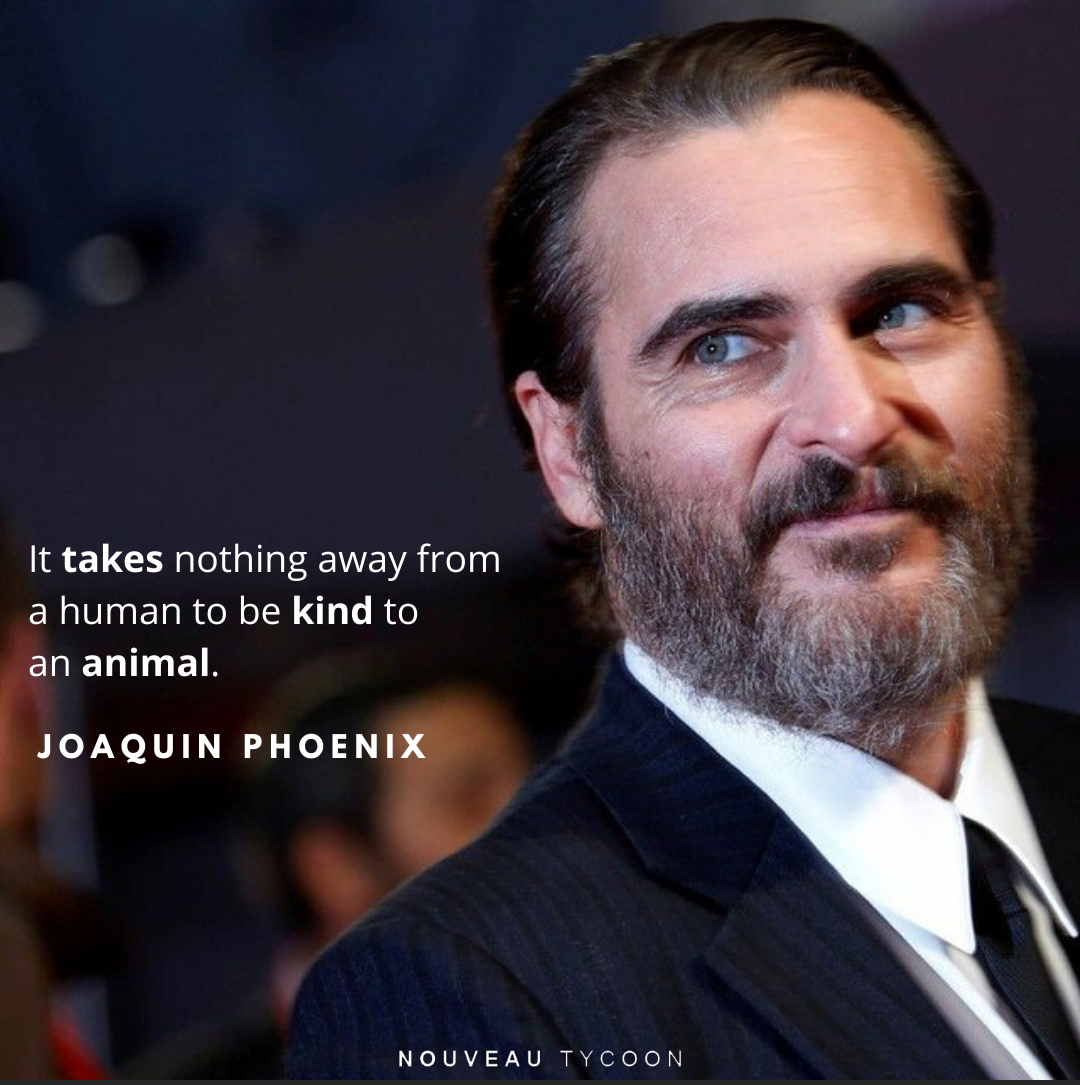 It takes nothing away from
a human to be kind to
an animal.
JOAQUIN PHOENIX
NOUVEAU TYCOON